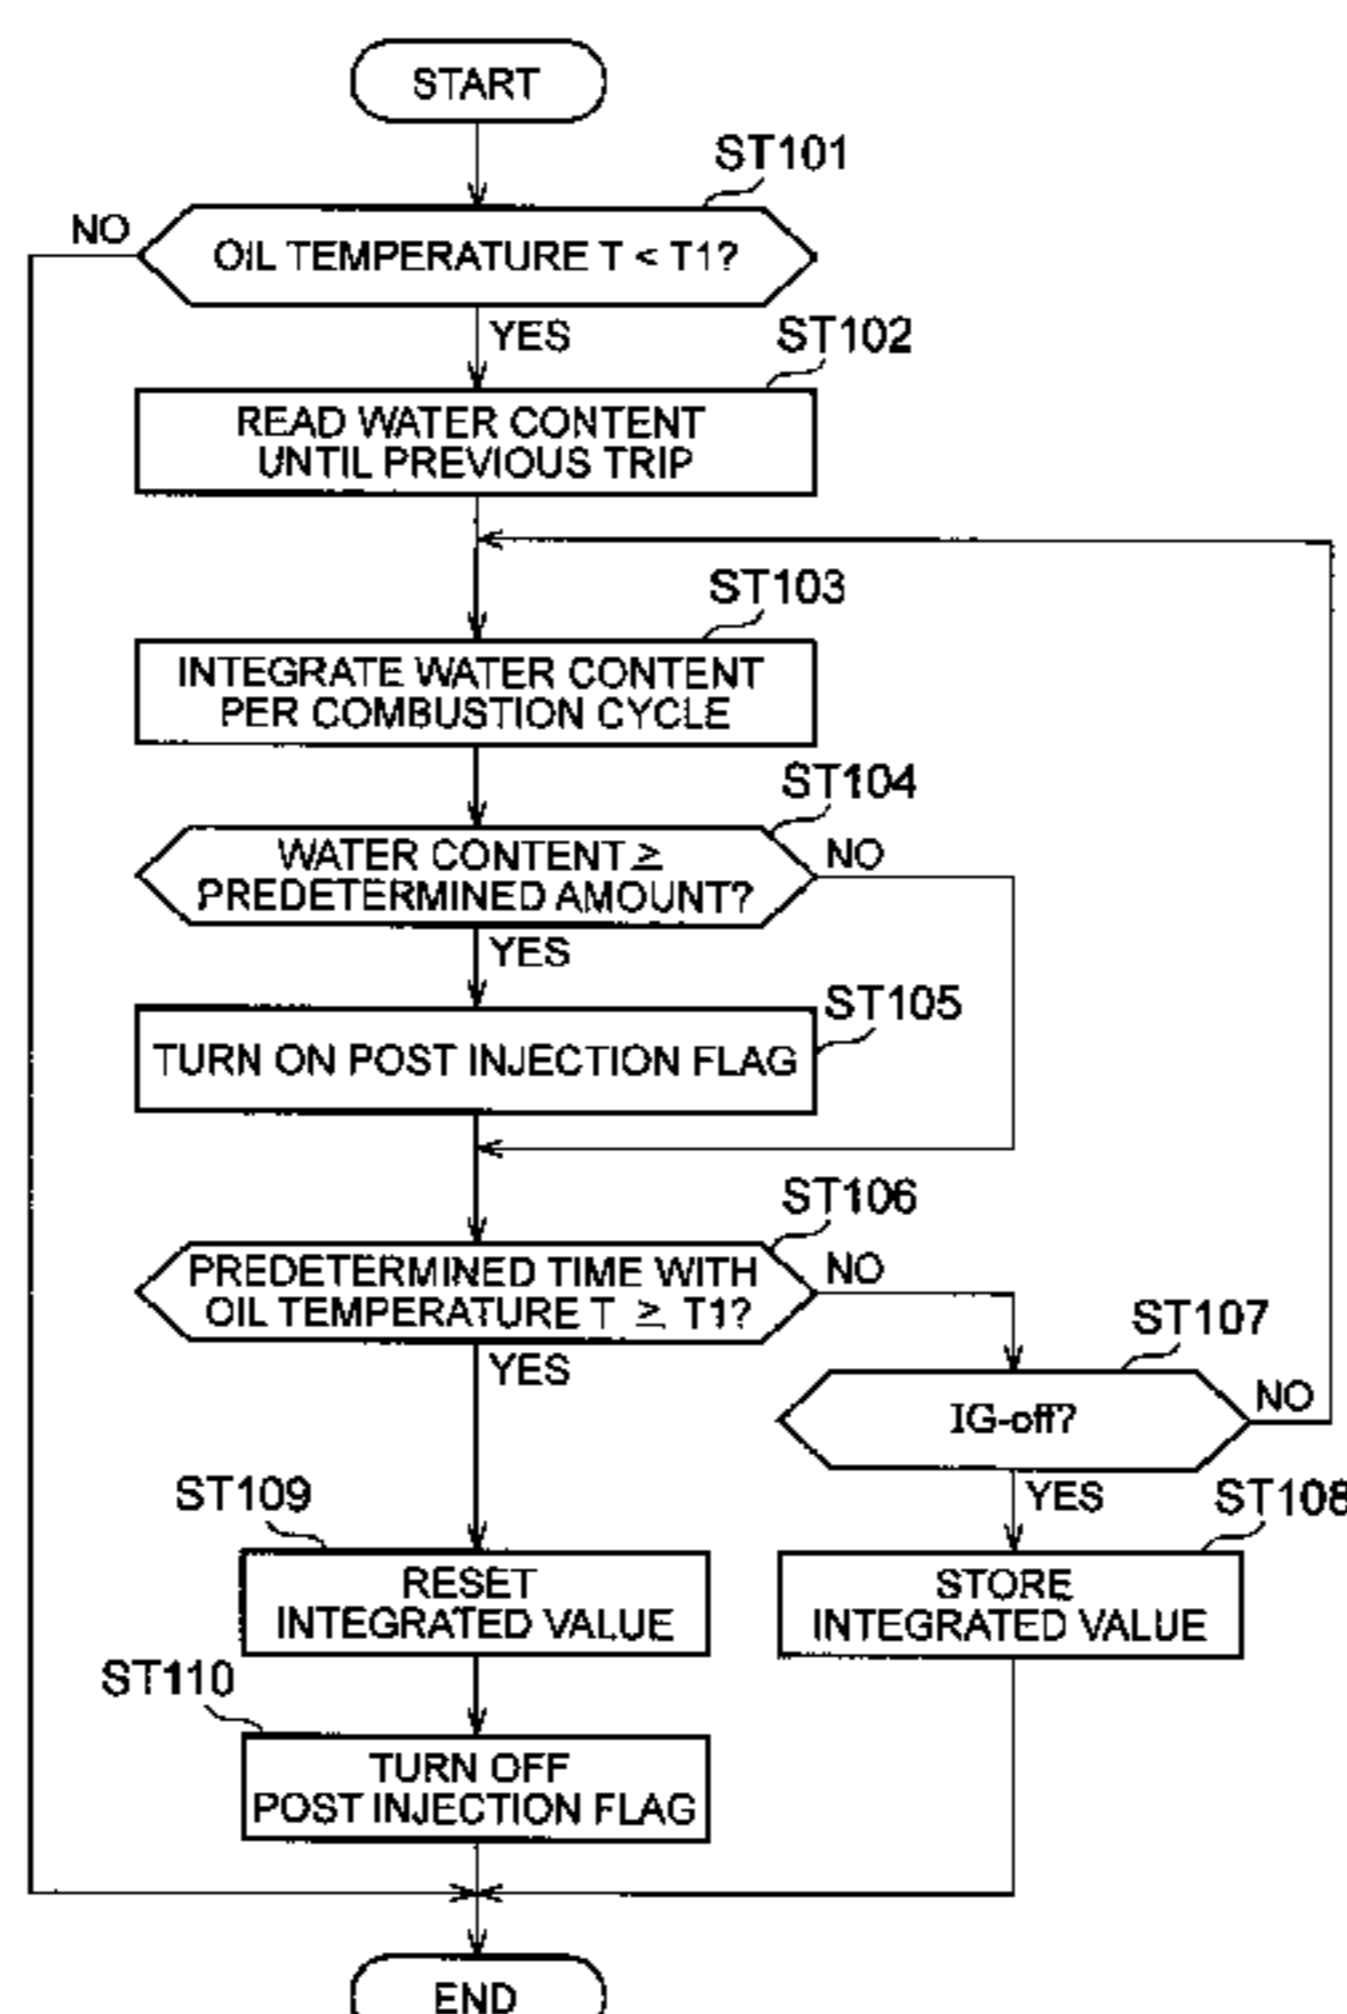 START
ST101
NO
OIL TEMPERATURE T < T1?
YES
ST102
READ WATER CONTENT
UNTIL PREVIOUS TRIP
ST103
INTEGRATE WATER CONTENT
PER COMBUSTION CYCLE
ST104
WATER CONTENT ≥
PREDETERMINED AMOUNT?
NO
YES
ST105
TURN ON POST INJECTION FLAG
ST106
PREDETERMINED TIME WITH
OIL TEMPERATURE T ≥ T1?
NO
YES
ST107
IG-off?
NO
YES
ST109
RESET
INTEGRATED VALUE
ST108
STORE
INTEGRATED VALUE
ST110
TURN OFF
POST INJECTION FLAG
END